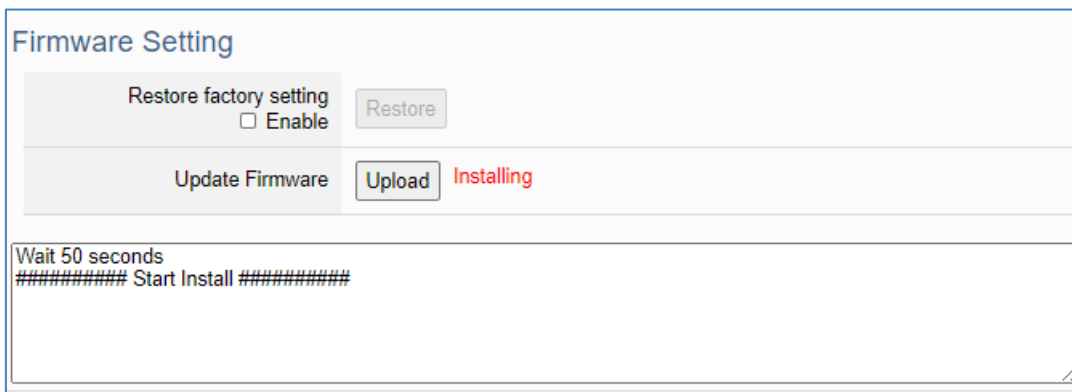 Firmware Setting
Restore factory setting
Enable
Restore
Update Firmware
Upload
Installing
Wait 50 seconds
########## Start Install ##########